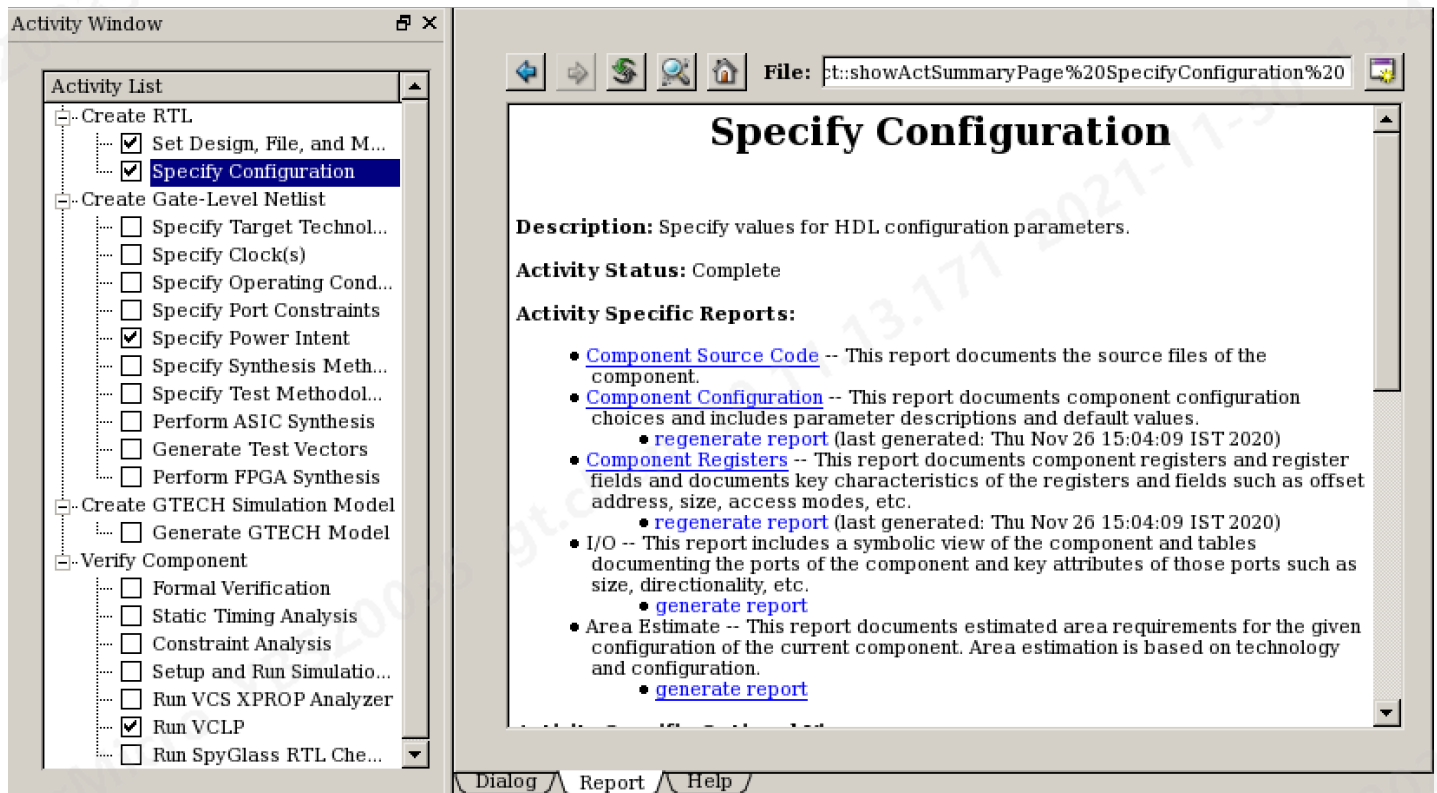 Activity Window
Activity List
Create RTL
Set Design, File, and M...
Specify Configuration
Create Gate-Level Netlist
Specify Target Technol...
Specify Clock(s)
Specify Operating Cond...
Specify Port Constraints
Specify Power Intent
Specify Synthesis Meth...
Specify Test Methodol...
Perform ASIC Synthesis
Generate Test Vectors
Perform FPGA Synthesis
Create GTECH Simulation Model
Generate GTECH Model
Verify Component
Formal Verification
Static Timing Analysis
Constraint Analysis
Setup and Run Simulatio...
Run VCS XPROP Analyzer
Run VCLP
Run SpyGlass RTL Che...
File: ct::showActSummaryPage%20SpecifyConfiguration%20
Specify Configuration
Description: Specify values for HDL configuration parameters.
Activity Status: Complete
Activity Specific Reports:
• Component Source Code -- This report documents the source files of the
component.
• Component Configuration -- This report documents component configuration
choices and includes parameter descriptions and default values.
• regenerate report (last generated: Thu Nov 26 15:04:09 IST 2020)
• Component Registers -- This report documents component registers and register
fields and documents key characteristics of the registers and fields such as offset
address, size, access modes, etc.
• regenerate report (last generated: Thu Nov 26 15:04:09 IST 2020)
• I/O -- This report includes a symbolic view of the component and tables
documenting the ports of the component and key attributes of those ports such as
size, directionality, etc.
• generate report
• Area Estimate -- This report documents estimated area requirements for the given
configuration of the current component. Area estimation is based on technology
and configuration.
• generate report
Dialog
Report
Help